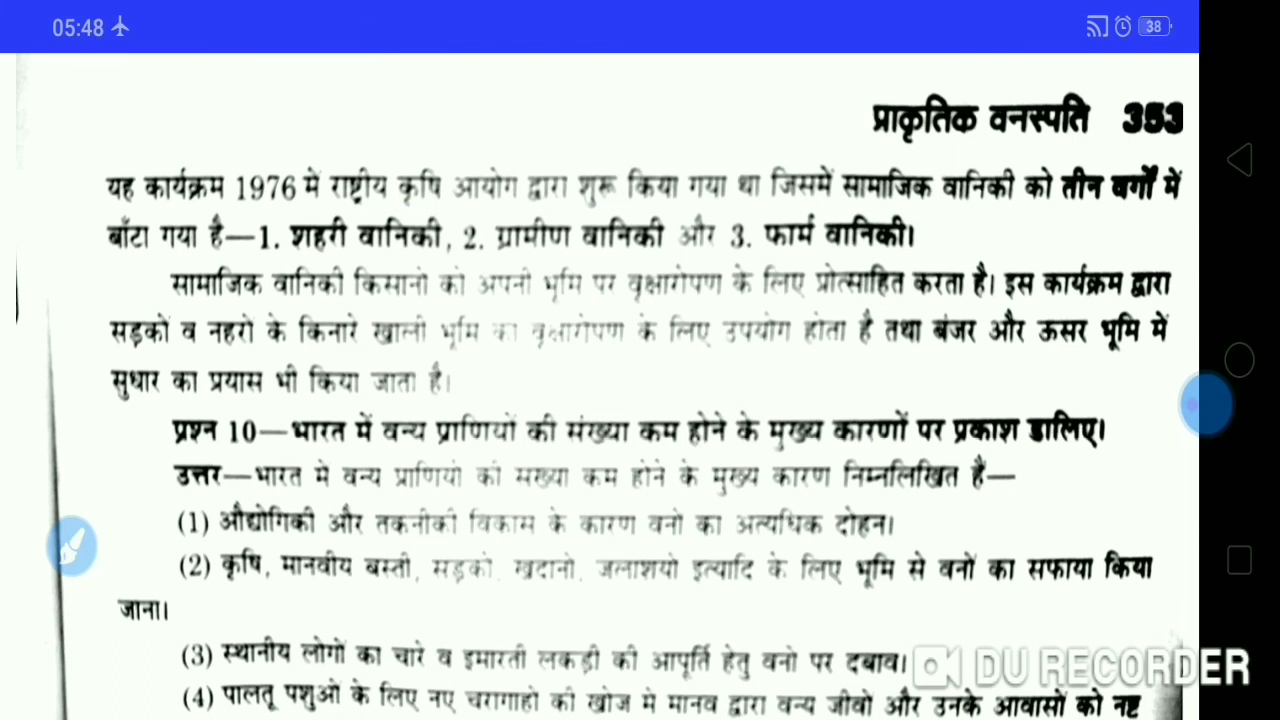 05:48
38
प्राकृतिक वनस्पति 353
यह कार्यक्रम 1976 में राष्ट्रीय कृषि आयोग द्वारा शुरू किया गया था जिसमें सामाजिक वानिकी को तीन वर्गों में
बाँटा गया है—1. शहरी वानिकी, 2. ग्रामीण वानिकी और 3. फार्म वानिकी।
सामाजिक वानिकी किसानों को अपनी भूमि पर वृक्षारोपण के लिए प्रोत्साहित करता है। इस कार्यक्रम द्वारा
सड़कों व नहरों के किनारे खाली भूमि का वृक्षारोपण के लिए उपयोग होता है तथा बंजर और ऊसर भूमि में
सुधार का प्रयास भी किया जाता है।
प्रश्न 10—भारत में वन्य प्राणियों की संख्या कम होने के मुख्य कारणों पर प्रकाश डालिए।
उत्तर—भारत में वन्य प्राणियों की संख्या कम होने के मुख्य कारण निम्नलिखित हैं—
(1) औद्योगिकी और तकनीकी विकास के कारण वनों का अत्यधिक दोहन।
(2) कृषि, मानवीय बस्ती, सड़कों, खदानों, जलाशयों इत्यादि के लिए भूमि से वनों का सफाया किया
जाना।
(3) स्थानीय लोगों का चारे व इमारती लकड़ी की आपूर्ति हेतु वनों पर दबाव।
DU RECORDER
(4) पालतू पशुओं के लिए नए चरागाहों की खोज में मानव द्वारा वन्य जीवों और उनके आवासों को नष्ट